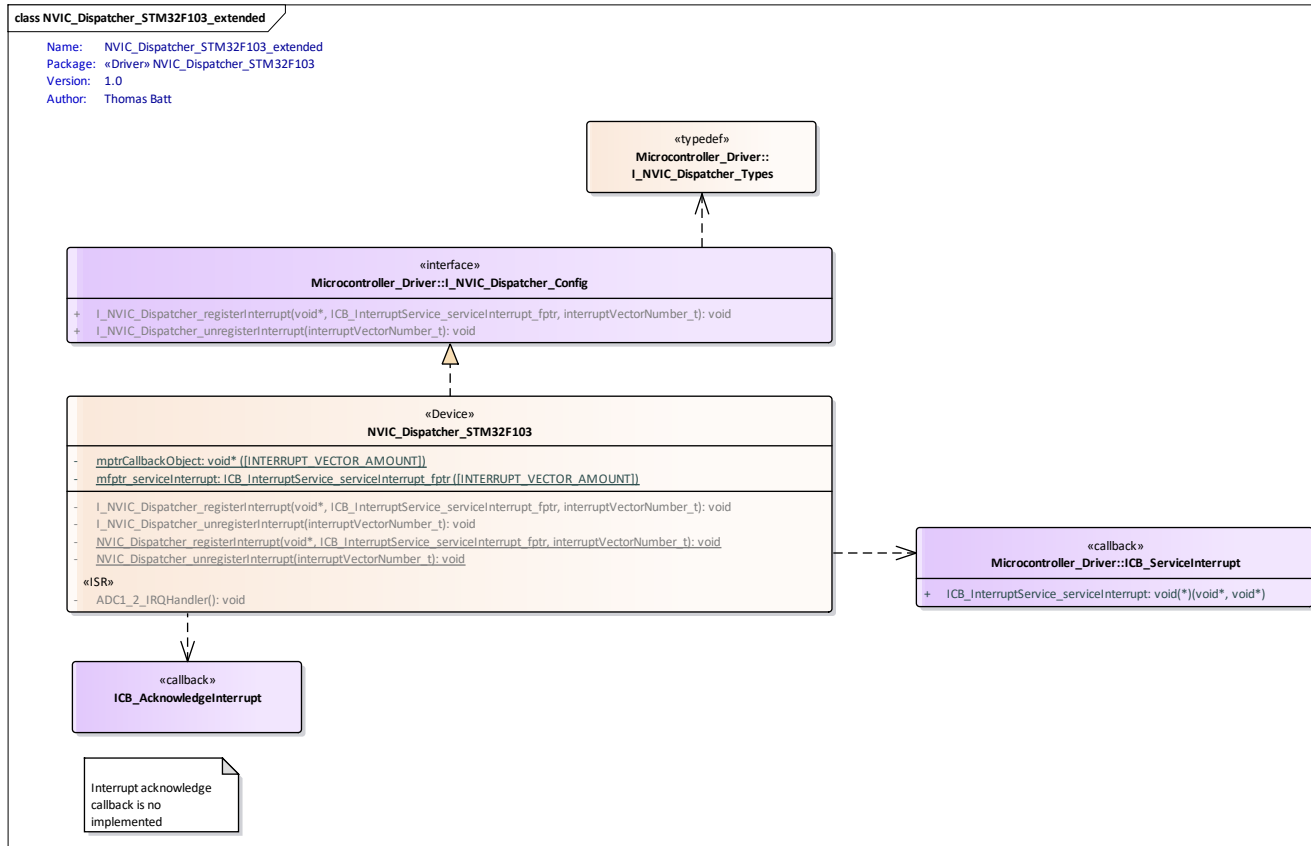 class NVIC_Dispatcher_STM32F103_extended
Name: NVIC_Dispatcher_STM32F103_extended
Package: «Driver» NVIC_Dispatcher_STM32F103
Version: 1.0
Author: Thomas Batt
«typedef»
Microcontroller_Driver::
I_NVIC_Dispatcher_Types
«interface»
Microcontroller_Driver::I_NVIC_Dispatcher_Config
+ I_NVIC_Dispatcher_registerInterrupt(void*, ICB_InterruptService_serviceInterrupt_fptr, interruptVectorNumber_t): void
+ I_NVIC_Dispatcher_unregisterInterrupt(interruptVectorNumber_t): void
«Device»
NVIC_Dispatcher_STM32F103
- mptrCallbackObject: void* ([INTERRUPT_VECTOR_AMOUNT])
- mfptr_serviceInterrupt: ICB_InterruptService_serviceInterrupt_fptr ([INTERRUPT_VECTOR_AMOUNT])
- I_NVIC_Dispatcher_registerInterrupt(void*, ICB_InterruptService_serviceInterrupt_fptr, interruptVectorNumber_t): void
- I_NVIC_Dispatcher_unregisterInterrupt(interruptVectorNumber_t): void
- NVIC_Dispatcher_registerInterrupt(void*, ICB_InterruptService_serviceInterrupt_fptr, interruptVectorNumber_t): void
- NVIC_Dispatcher_unregisterInterrupt(interruptVectorNumber_t): void
«ISR»
- ADC1_2_IRQHandler(): void
«callback»
Microcontroller_Driver::ICB_ServiceInterrupt
+ ICB_InterruptService_serviceInterrupt: void(*)(void*, void*)
«callback»
ICB_AcknowledgeInterrupt
Interrupt acknowledge
callback is no
implemented